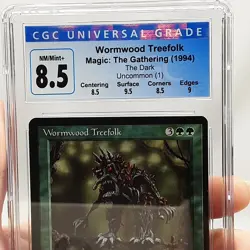 CGC UNIVERSAL GRADE
NM/Mint+
8.5
Wormwood Treefolk
Magic: The Gathering (1994)
The Dark
Uncommon (1)
Centering Surface Corners Edges
8.5 9.5 8.5 9
Wormwood Treefolk 3